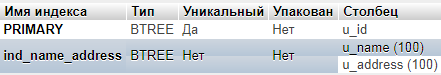 Имя индекса Тип Уникальный Упакован Столбец
PRIMARY BTREE Да Нет u_id
ind_name_address BTREE Нет Нет u_name (100)
u_address (100)